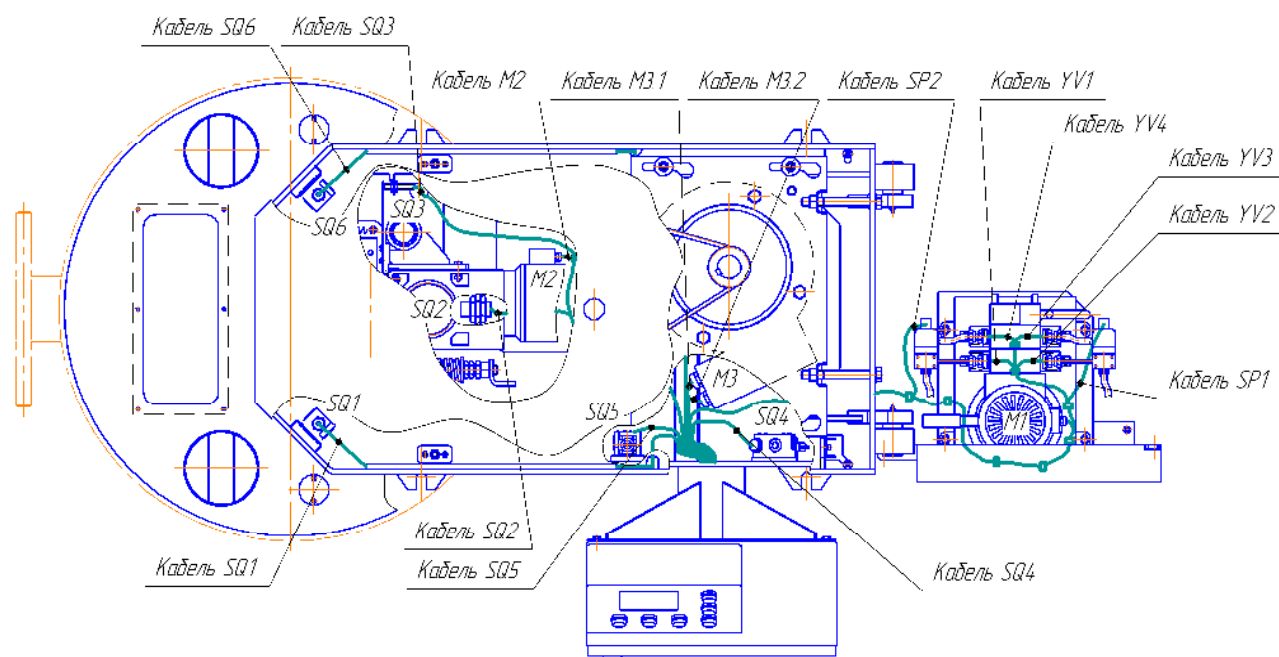 Кабель SQ6
Кабель SQ3
Кабель M2
Кабель M3.1
Кабель M3.2
Кабель SP2
Кабель YV1
Кабель YV4
Кабель YV3
Кабель YV2
SQ6
SQ3
M2
SQ2
M3
SQ1
SQ5
SQ4
M1
Кабель SP1
Кабель SQ2
Кабель SQ1
Кабель SQ5
Кабель SQ4